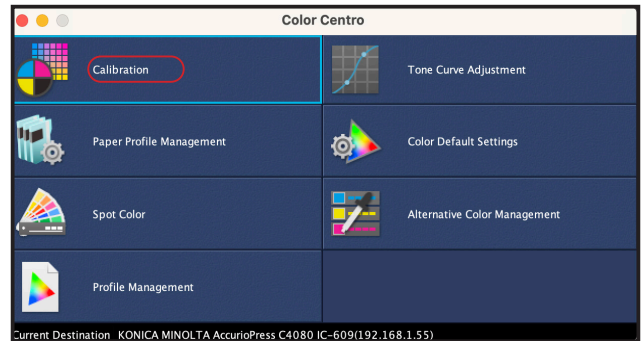 Color Centro
Calibration
Tone Curve Adjustment
Paper Profile Management
Color Default Settings
Spot Color
Alternative Color Management
Profile Management
Current Destination KONICA MINOLTA AccurioPress C4080 IC-609(192.168.1.55)